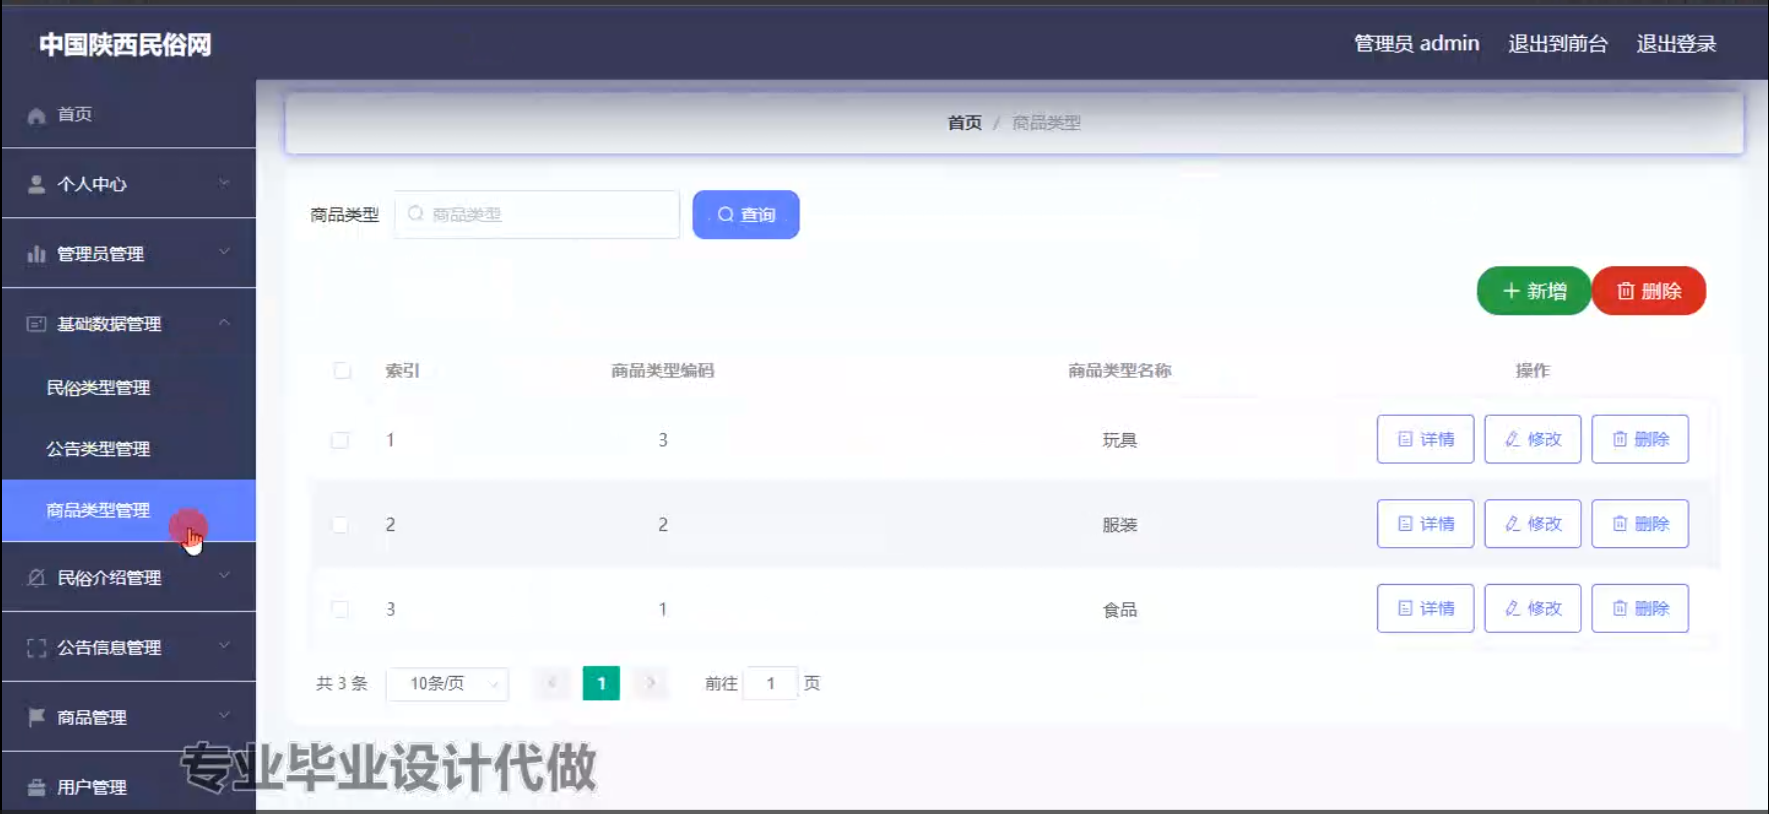 中国陕西民俗网
管理员 admin 退出到前台 退出登录
首页
个人中心
管理员管理
基础数据管理
民俗类型管理
公告类型管理
商品类型管理
民俗介绍管理
公告信息管理
商品管理
用户管理
首页 / 商品类型
商品类型 商品类型 查询
新增 删除
索引 商品类型编码 商品类型名称 操作
1 3 玩具 详情 修改 删除
2 2 服装 详情 修改 删除
3 1 食品 详情 修改 删除
共 3 条 10条/页 < 1 > 前往 1 页
专业毕业设计代做